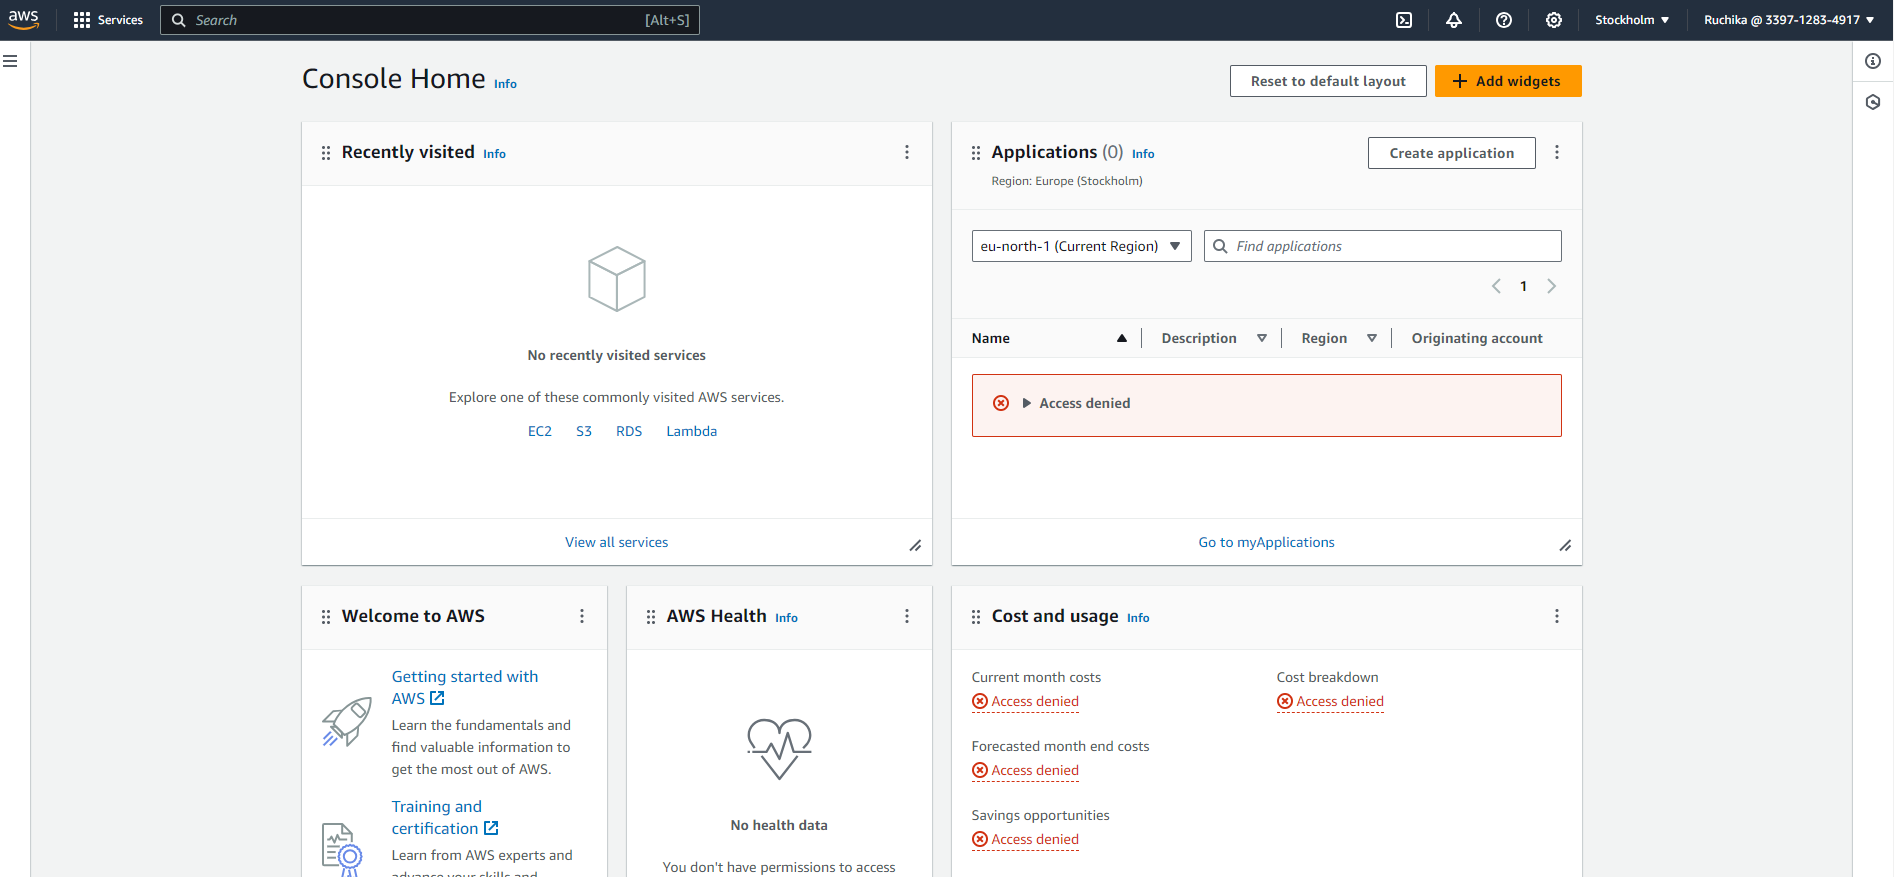 aws Services Search [Alt+S] Stockholm Ruchika @ 3397-1283-4917
Console Home Info
Reset to default layout
Add widgets
Recently visited Info
No recently visited services
Explore one of these commonly visited AWS services.
EC2 S3 RDS Lambda
View all services
Applications (0) Info
Create application
Region: Europe (Stockholm)
eu-north-1 (Current Region)
Find applications
1
Name Description Region Originating account
Access denied
Go to myApplications
Welcome to AWS
Getting started with
AWS
Learn the fundamentals and
find valuable information to
get the most out of AWS.
Training and
certification
Learn from AWS experts and
advance your skills and
AWS Health Info
No health data
You don't have permissions to access
Cost and usage Info
Current month costs
Access denied
Cost breakdown
Access denied
Forecasted month end costs
Access denied
Savings opportunities
Access denied